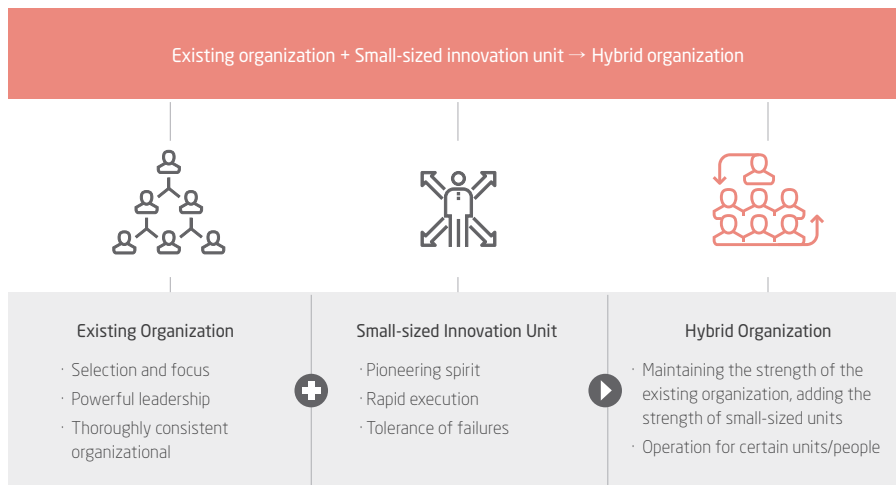 Existing organization + Small-sized innovation unit → Hybrid organization
Existing Organization
· Selection and focus
· Powerful leadership
· Thoroughly consistent
organizational
Small-sized Innovation Unit
· Pioneering spirit
· Rapid execution
· Tolerance of failures
Hybrid Organization
· Maintaining the strength of the
existing organization, adding the
strength of small-sized units
· Operation for certain units/people